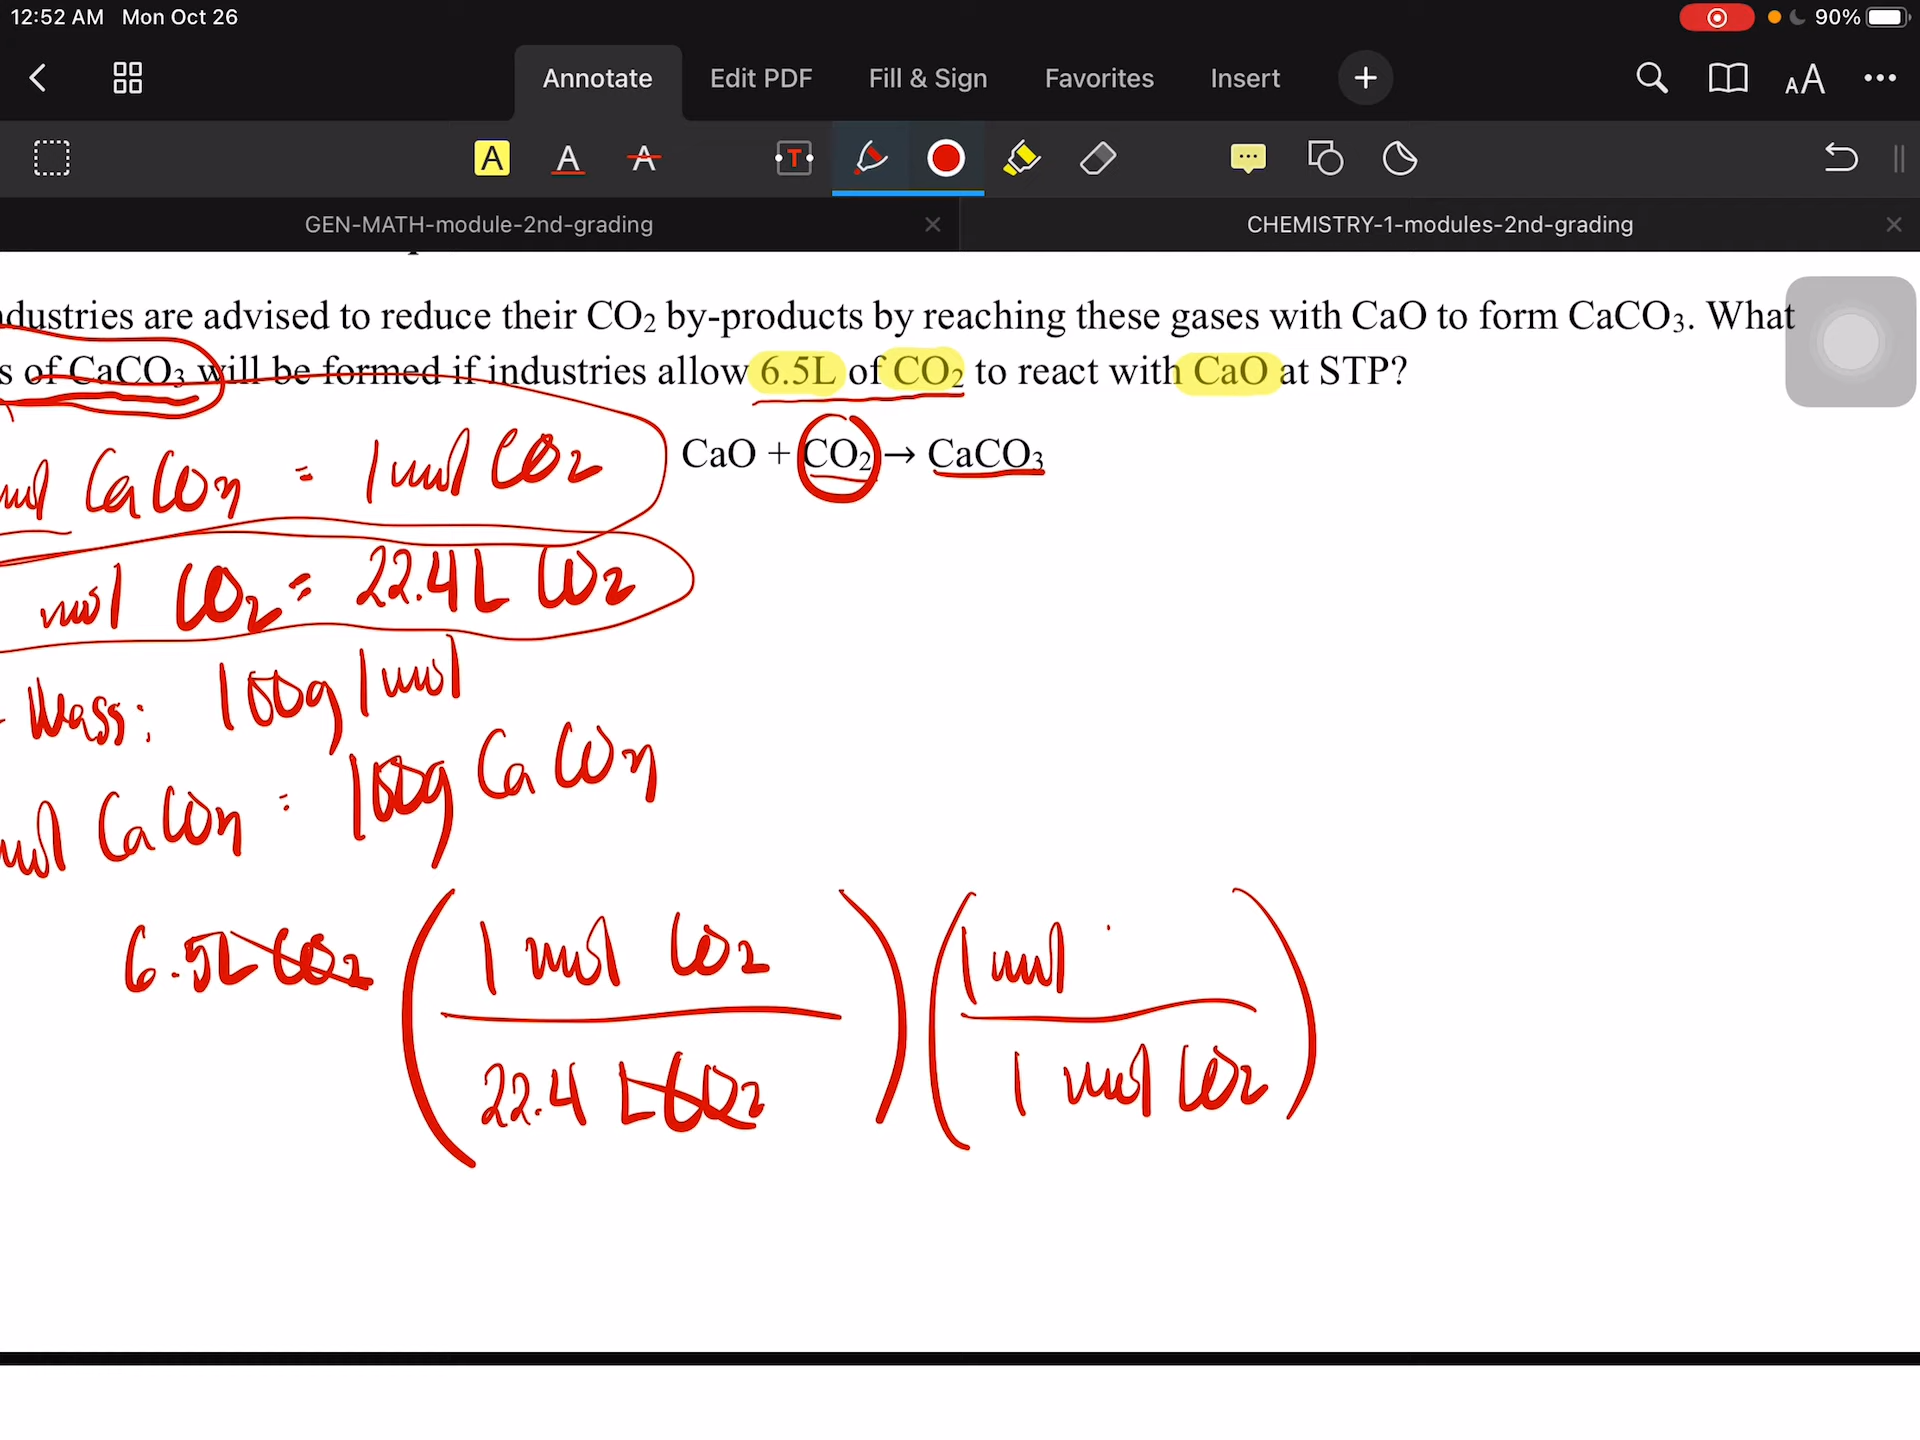 12:52 AM Mon Oct 26
90%
Annotate Edit PDF Fill & Sign Favorites Insert +
AA
A A A T
GEN-MATH-module-2nd-grading
CHEMISTRY-1-modules-2nd-grading
dustries are advised to reduce their CO2 by-products by reaching these gases with CaO to form CaCO3. What
s of CaCO3 will be formed if industries allow 6.5L of CO2 to react with CaO at STP?
CaO + CO2 → CaCO3
mol CaCO3 = 1 mol CO2
mol CO2 = 22.4 L CO2
Mass: 100g 1 mol
mol CaCO3 = 100g CaCO3
6.5L CO2 (1 mol CO2 / 22.4 L CO2) (1 mol / 1 mol CO2)